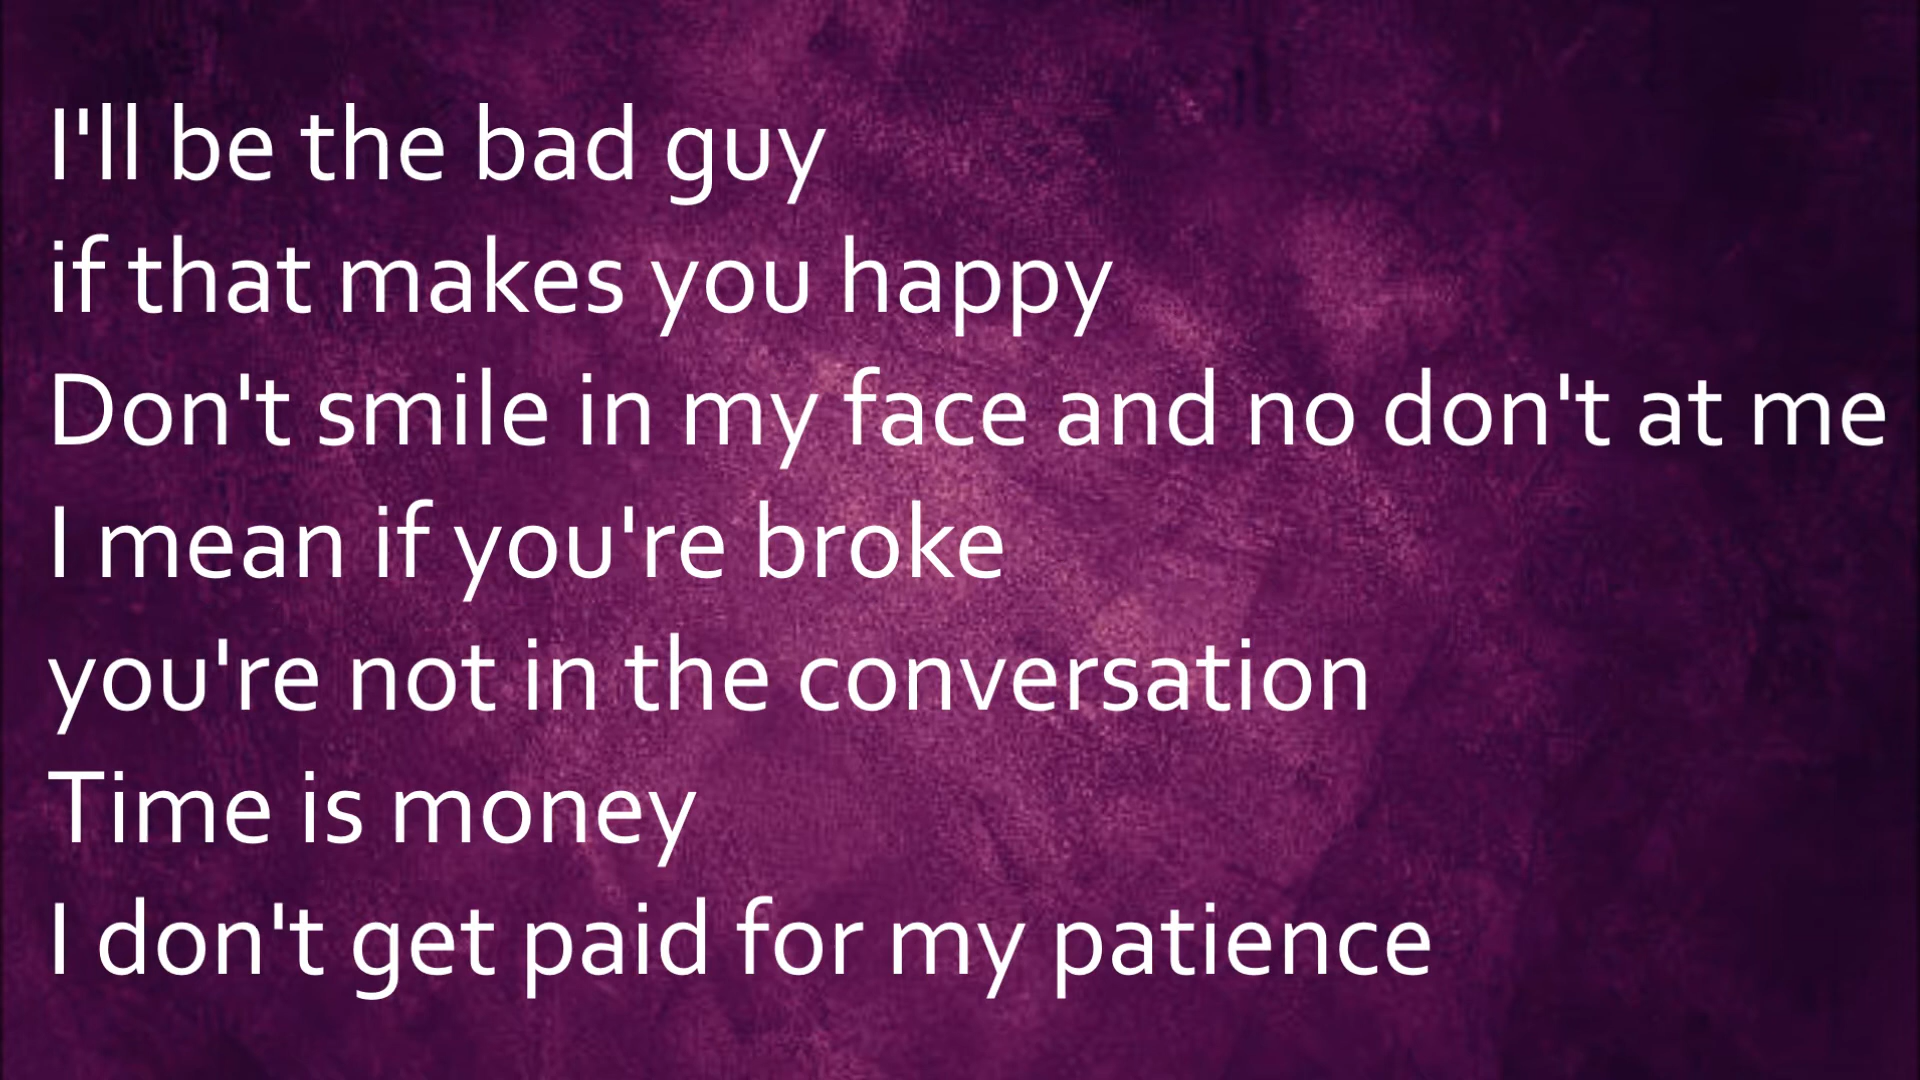 I'll be the bad guy
if that makes you happy
Don't smile in my face and no don't at me
I mean if you're broke
you're not in the conversation
Time is money
I don't get paid for my patience